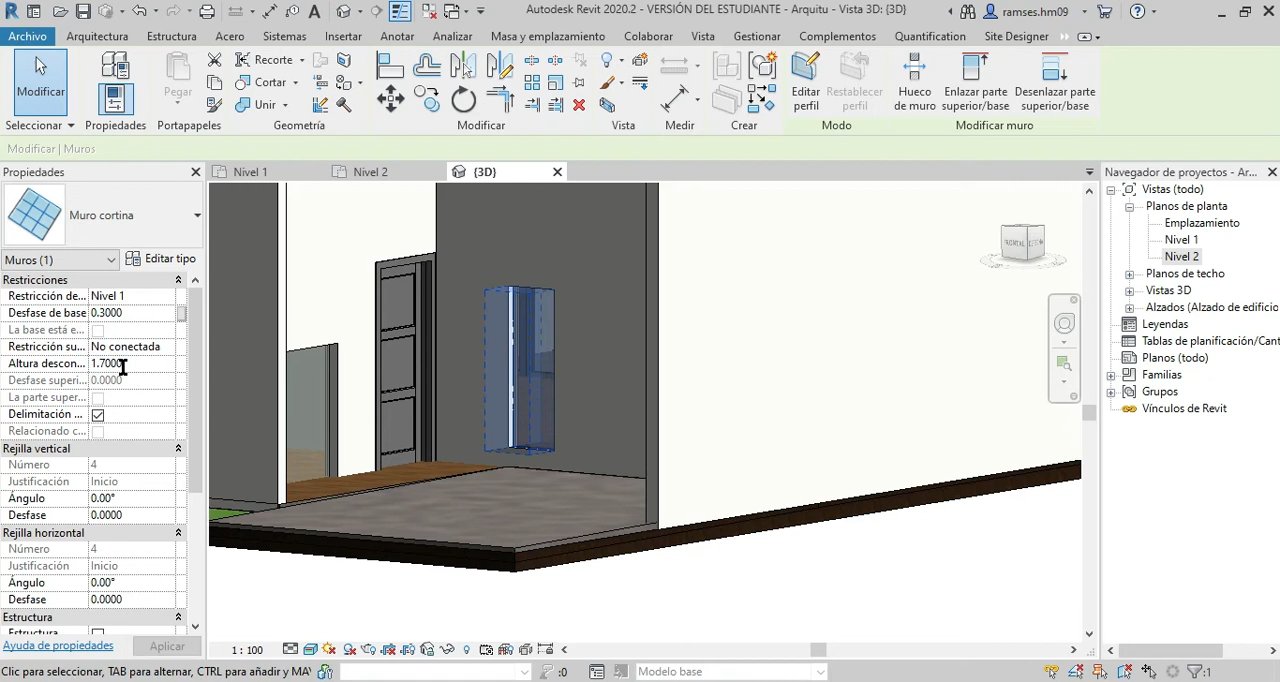 Autodesk Revit 2020.2 - VERSIÓN DEL ESTUDIANTE - Arquitu - Vista 3D: {3D}
ramses.hm09
Archivo Arquitectura Estructura Acero Sistemas Insertar Anotar Analizar Masa y emplazamiento Colaborar Vista Gestionar Complementos Quantification Site Designer
Modificar
Seleccionar
Propiedades
Pegar
Portapapeles
Recorte
Cortar
Unir
Geometría
Modificar
Vista
Medir
Crear
Editar perfil
Restablecer perfil
Modo
Hueco de muro
Enlazar parte superior/base
Desenlazar parte superior/base
Modificar muro
Modificar | Muros
Propiedades
Muro cortina
Muros (1)
Editar tipo
Restricciones
Restricción de... Nivel 1
Desfase de base 0.3000
La base está e...
Restricción su... No conectada
Altura descon... 1.7000
Desfase superi... 0.0000
La parte super...
Delimitación ...
Relacionado c...
Rejilla vertical
Número 4
Justificación Inicio
Ángulo 0.00°
Desfase 0.0000
Rejilla horizontal
Número 4
Justificación Inicio
Ángulo 0.00°
Desfase 0.0000
Estructura
Estructura
Ayuda de propiedades
Aplicar
Nivel 1
Nivel 2
{3D}
FRONTAL
1 : 100
Navegador de proyectos - Ar...
Vistas (todo)
Planos de planta
Emplazamiento
Nivel 1
Nivel 2
Planos de techo
Vistas 3D
Alzados (Alzado de edificio
Leyendas
Tablas de planificación/Cant
Planos (todo)
Familias
Grupos
Vínculos de Revit
Clic para seleccionar, TAB para alternar, CTRL para añadir y MA
:0
Modelo base
:1